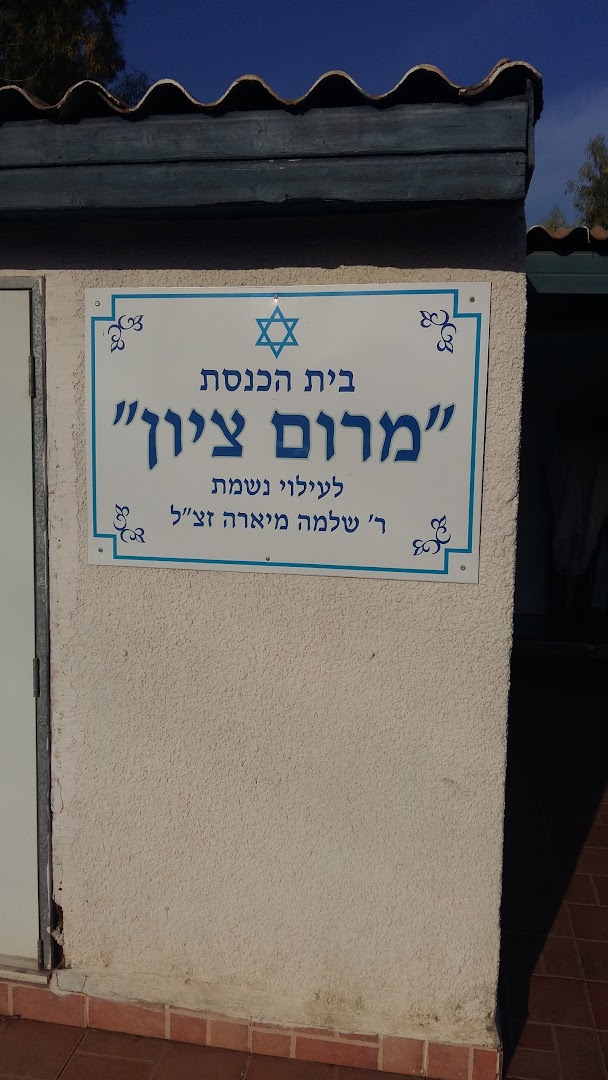 בית הכנסת
"מרום ציון"
לעילוי נשמת
ר' שלמה מיארה זצ"ל